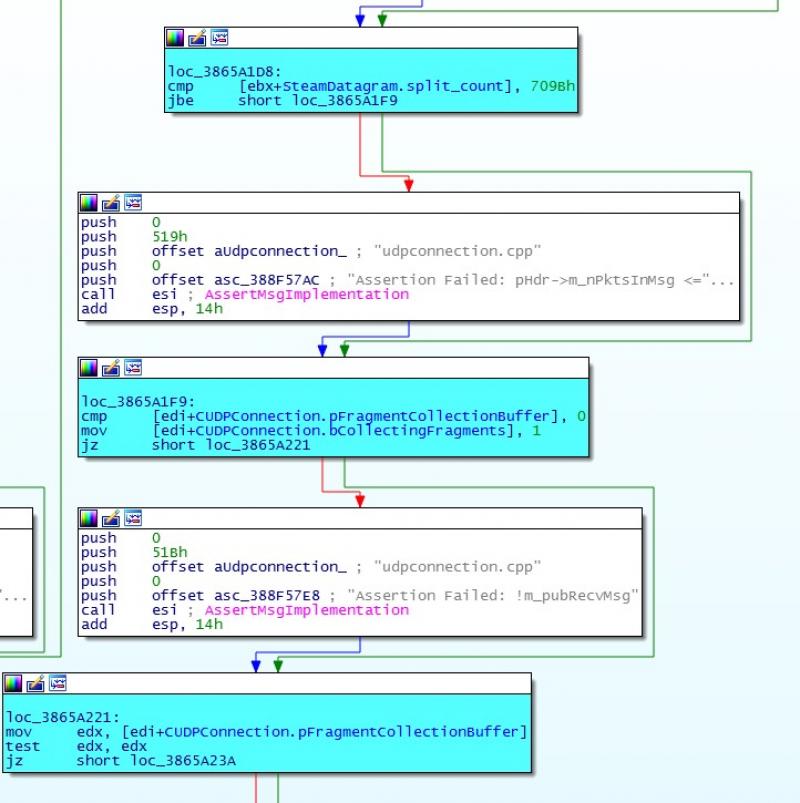 loc_3865A1D8:
cmp [ebx+SteamDatagram.split_count], 709Bh
jbe short loc_3865A1F9
push 0
push 519h
push offset aUdpconnection_ ; "udpconnection.cpp"
push 0
push offset asc_388F57AC ; "Assertion Failed: pHdr->m_nPktsInMsg <="...
call esi ; AssertMsgImplementation
add esp, 14h
loc_3865A1F9:
cmp [edi+CUDPConnection.pFragmentCollectionBuffer], 0
mov [edi+CUDPConnection.bCollectingFragments], 1
jz short loc_3865A221
"...
push 0
push 51Bh
push offset aUdpconnection_ ; "udpconnection.cpp"
push 0
push offset asc_388F57E8 ; "Assertion Failed: !m_pubRecvMsg"
call esi ; AssertMsgImplementation
add esp, 14h
loc_3865A221:
mov edx, [edi+CUDPConnection.pFragmentCollectionBuffer]
test edx, edx
jz short loc_3865A23A